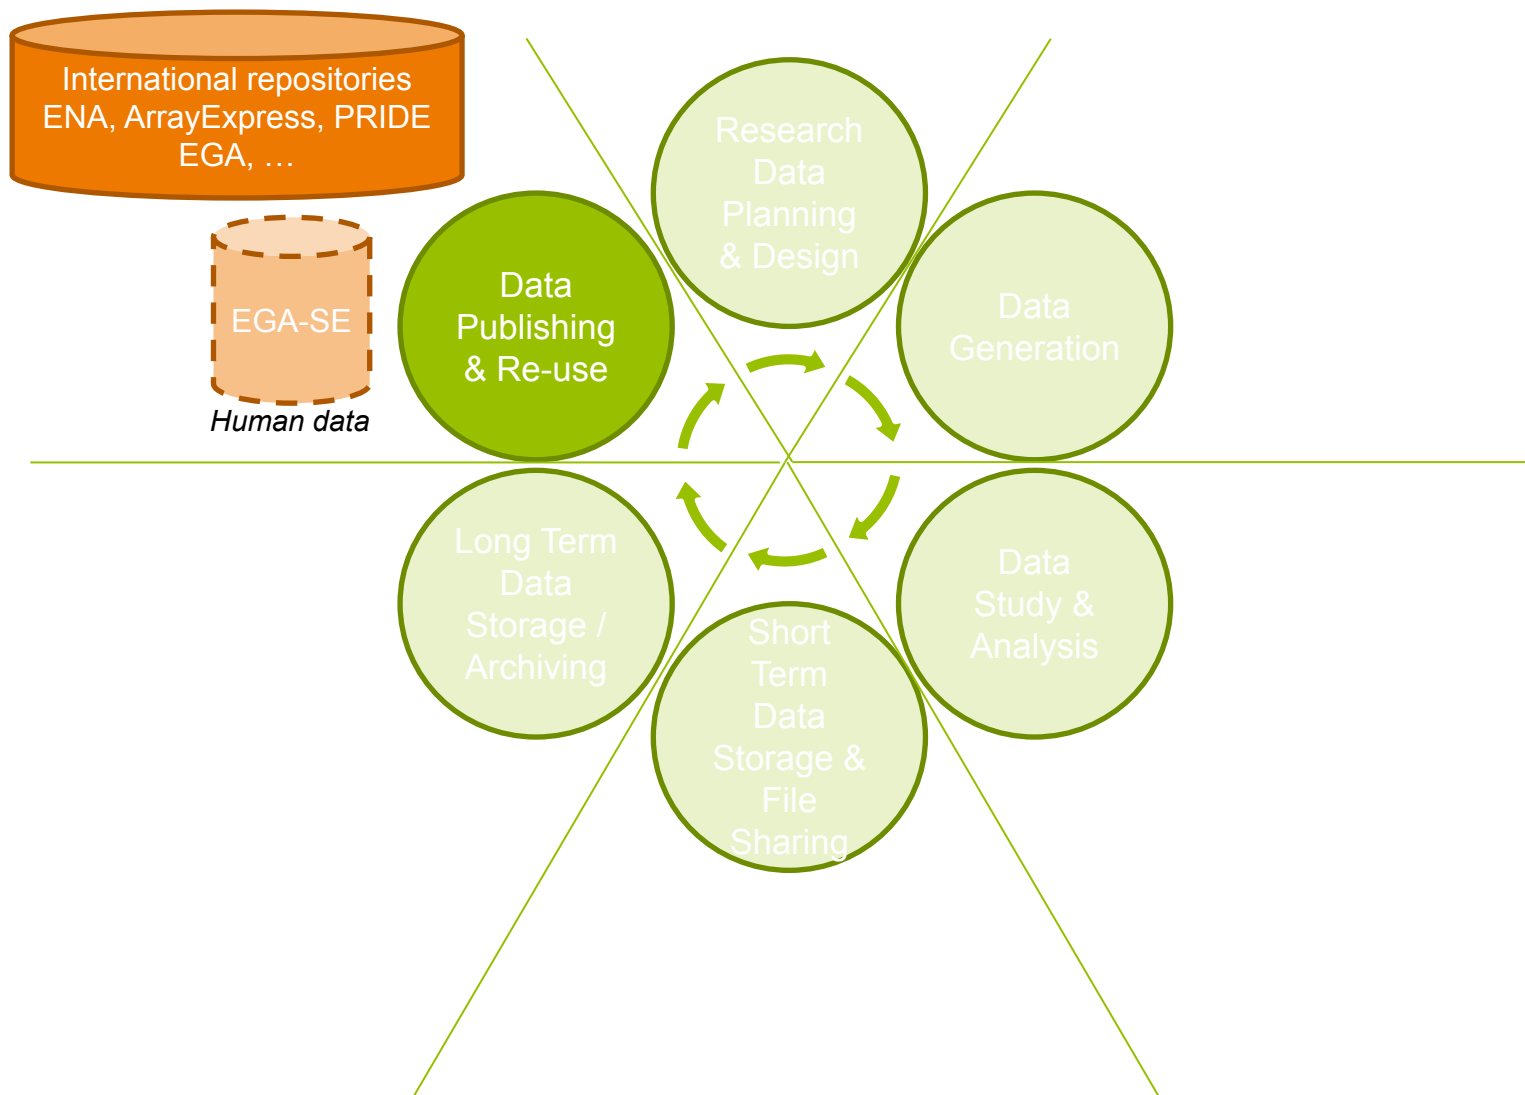 International repositories
ENA, ArrayExpress, PRIDE
EGA, …
EGA-SE
Human data
Data
Publishing
& Re-use
Research
Data
Planning
& Design
Data
Generation
Data
Study &
Analysis
Short
Term
Data
Storage &
File
Sharing
Long Term
Data
Storage /
Archiving